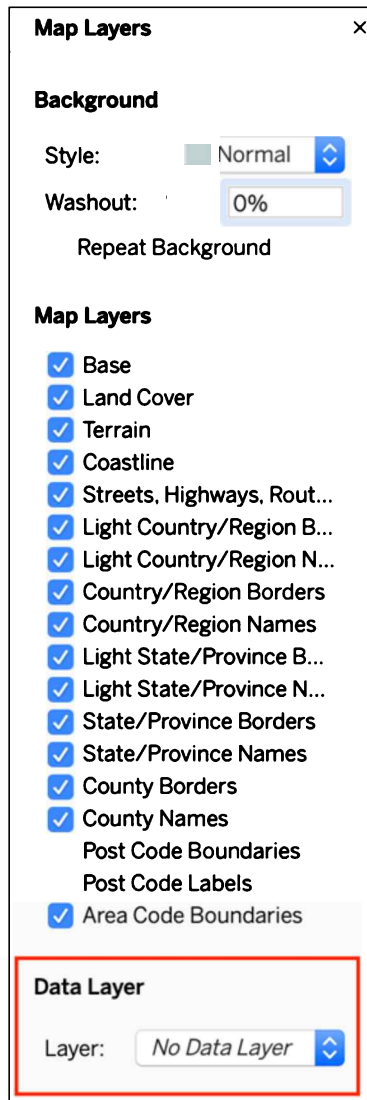 Map Layers ×
Background
Style: Normal
Washout: 0%
Repeat Background
Map Layers
Base
Land Cover
Terrain
Coastline
Streets, Highways, Rout...
Light Country/Region B...
Light Country/Region N...
Country/Region Borders
Country/Region Names
Light State/Province B...
Light State/Province N...
State/Province Borders
State/Province Names
County Borders
County Names
Post Code Boundaries
Post Code Labels
Area Code Boundaries
Data Layer
Layer: No Data Layer